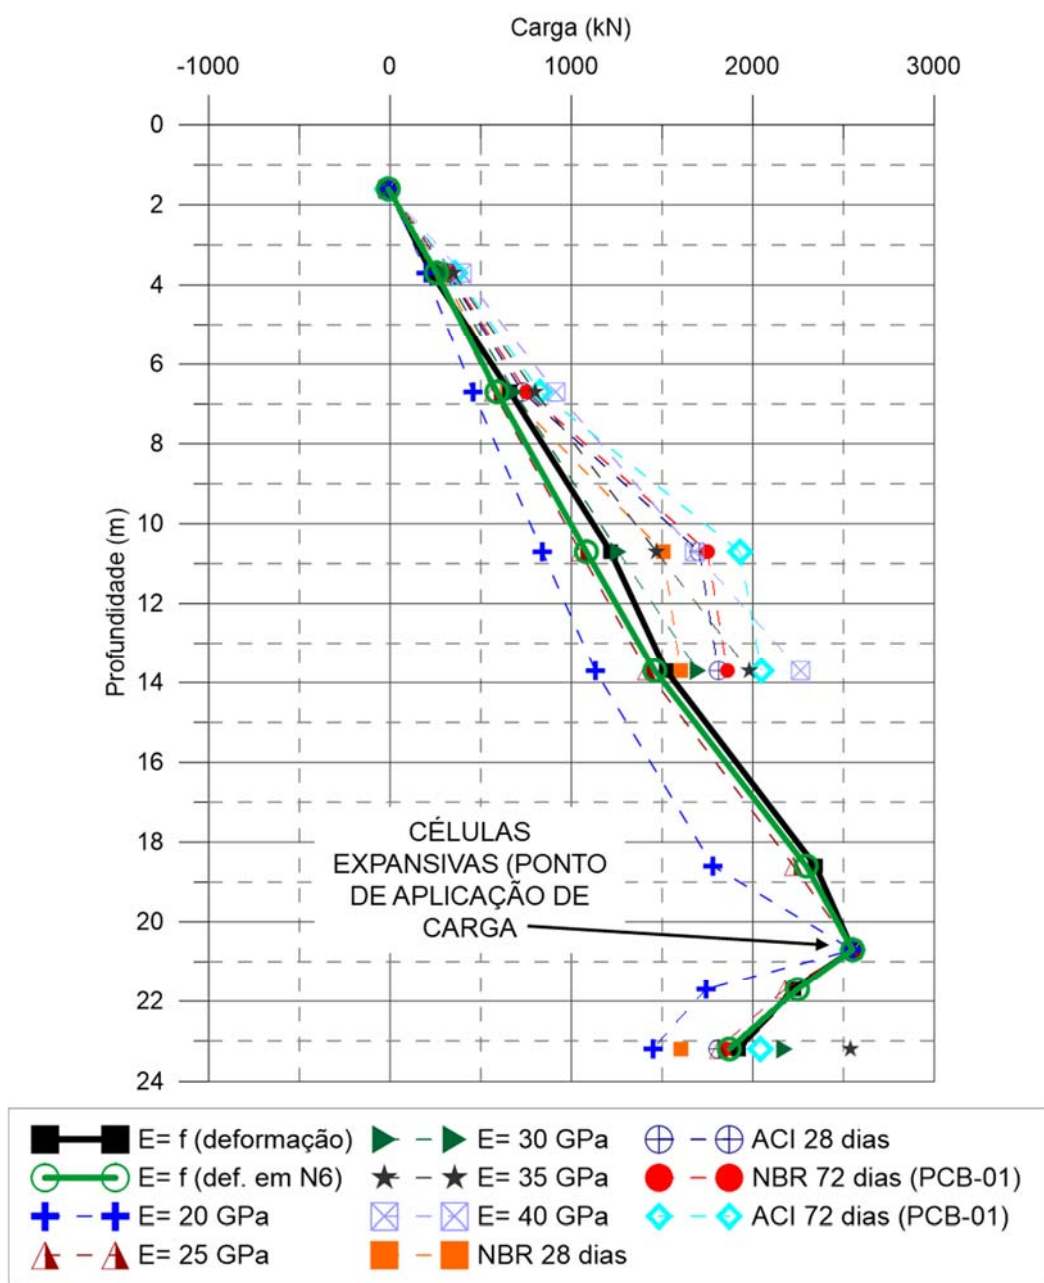 Carga (kN)
-1000 0 1000 2000 3000
0
2
4
6
8
10
12
14
16
18
20
22
24
Profundidade (m)
CÉLULAS
EXPANSIVAS (PONTO
DE APLICAÇÃO DE
CARGA
E= f (deformação) E= 30 GPa ACI 28 dias
E= f (def. em N6) E= 35 GPa NBR 72 dias (PCB-01)
E= 20 GPa E= 40 GPa ACI 72 dias (PCB-01)
E= 25 GPa NBR 28 dias